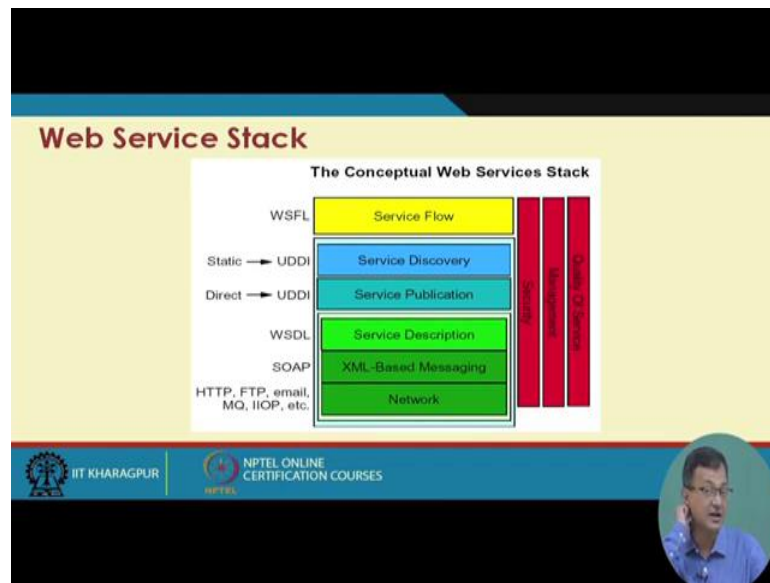 Web Service Stack
The Conceptual Web Services Stack
WSFL
Service Flow
Static → UDDI
Service Discovery
Direct → UDDI
Service Publication
WSDL
Service Description
SOAP
XML-Based Messaging
HTTP, FTP, email,
MQ, IIOP, etc.
Network
Security
Management
Quality Of Service
IIT KHARAGPUR
NPTEL
NPTEL ONLINE
CERTIFICATION COURSES